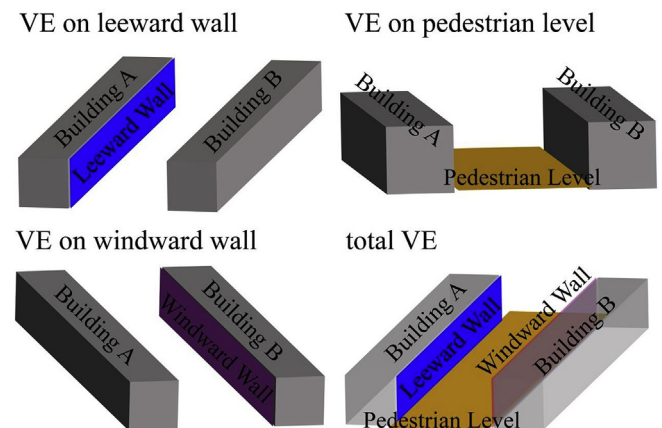 VE on leeward wall
Building A
Leeward Wall
Building B
VE on pedestrian level
Building A
Building B
Pedestrian Level
VE on windward wall
Building A
Building B
Windward Wall
total VE
Building A
Leeward Wall
Windward Wall
Building B
Pedestrian Level